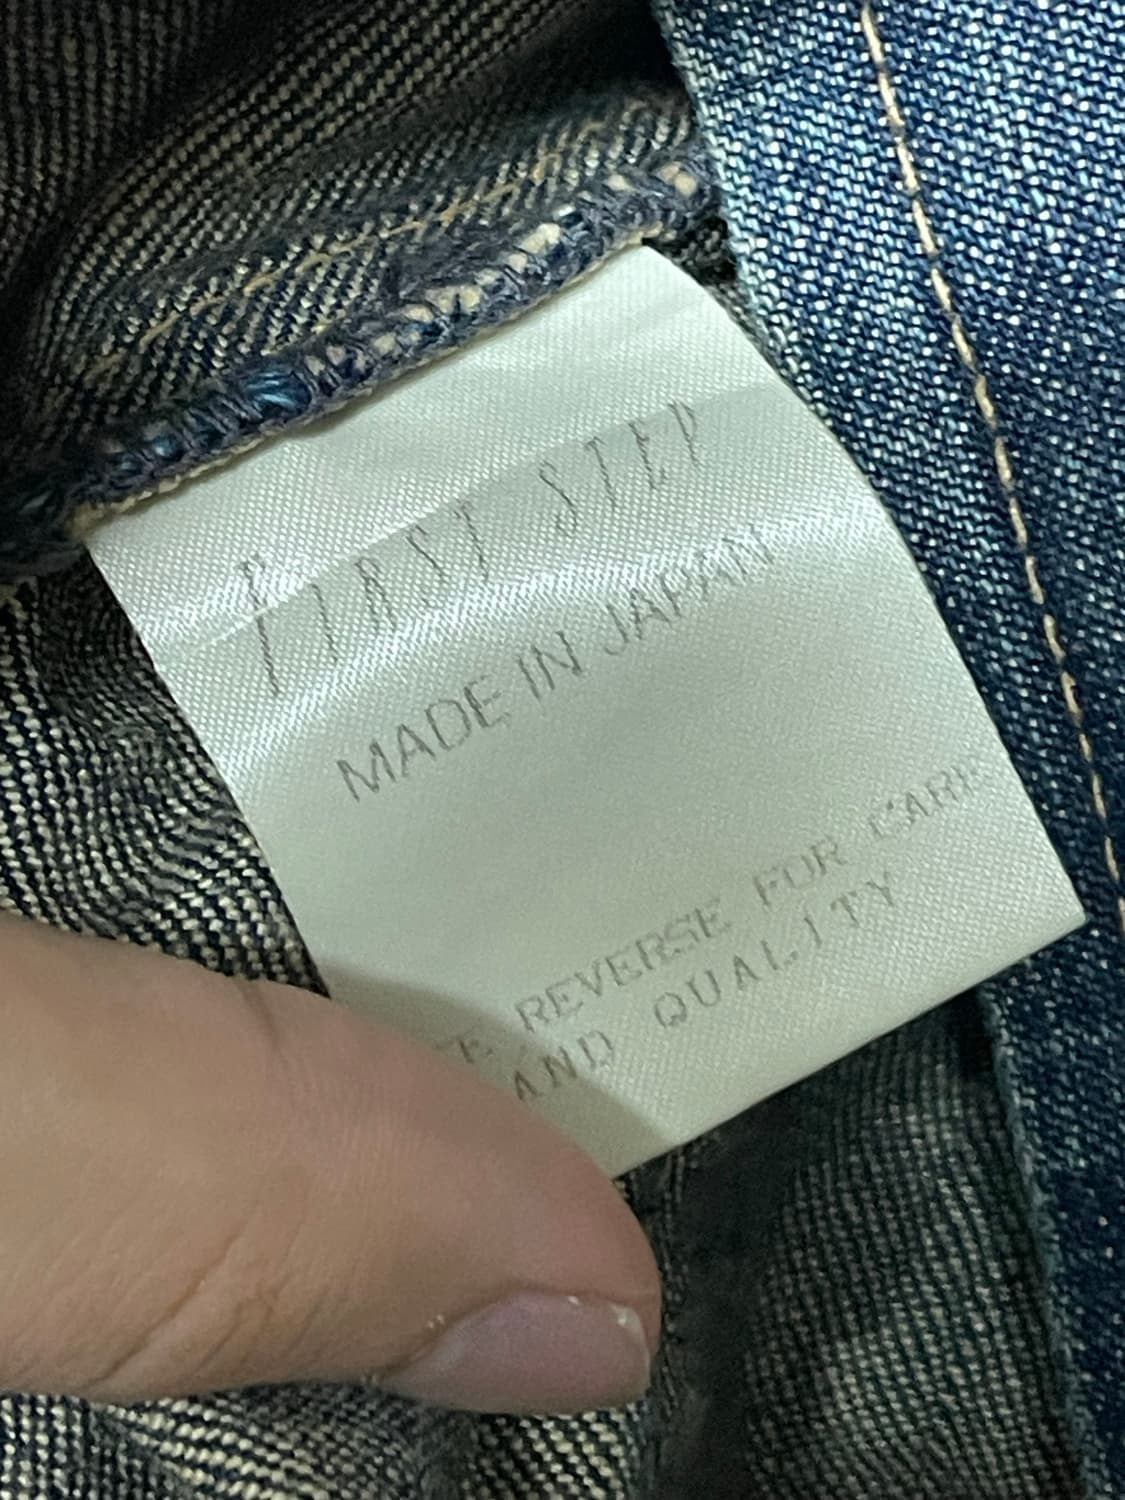 FIRST STEP
MADE IN JAPAN
REVERSE FOR CARE
AND QUALITY